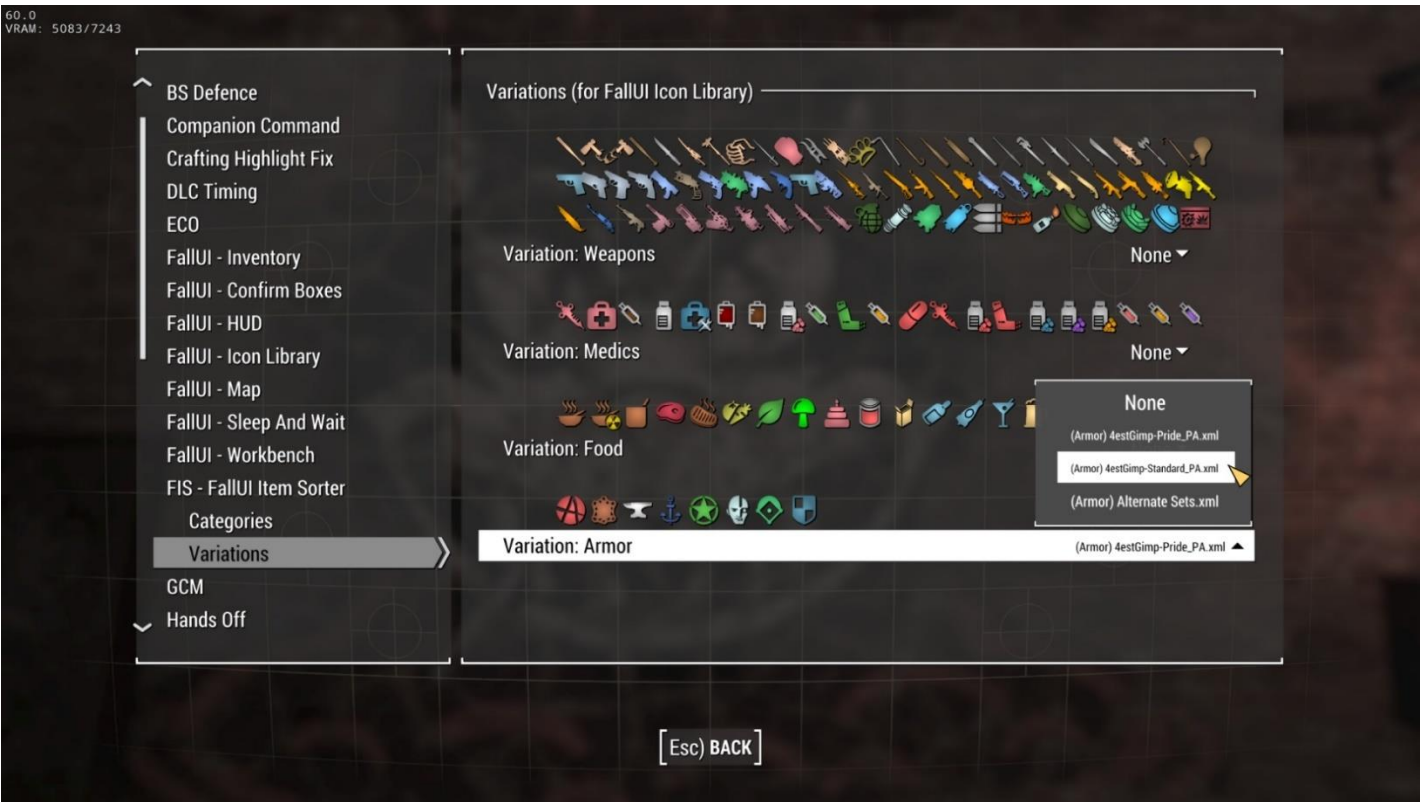 60.0
VRAM: 5083/7243
BS Defence
Companion Command
Crafting Highlight Fix
DLC Timing
ECO
FallUI - Inventory
FallUI - Confirm Boxes
FallUI - HUD
FallUI - Icon Library
FallUI - Map
FallUI - Sleep And Wait
FallUI - Workbench
FIS - FallUI Item Sorter
Categories
Variations
GCM
Hands Off
Variations (for FallUI Icon Library)
Variation: Weapons None
Variation: Medics None
Variation: Food
None
(Armor) 4estGimp-Pride_PA.xml
(Armor) 4estGimp-Standard_PA.xml
(Armor) Alternate Sets.xml
Variation: Armor (Armor) 4estGimp-Pride_PA.xml
Esc) BACK